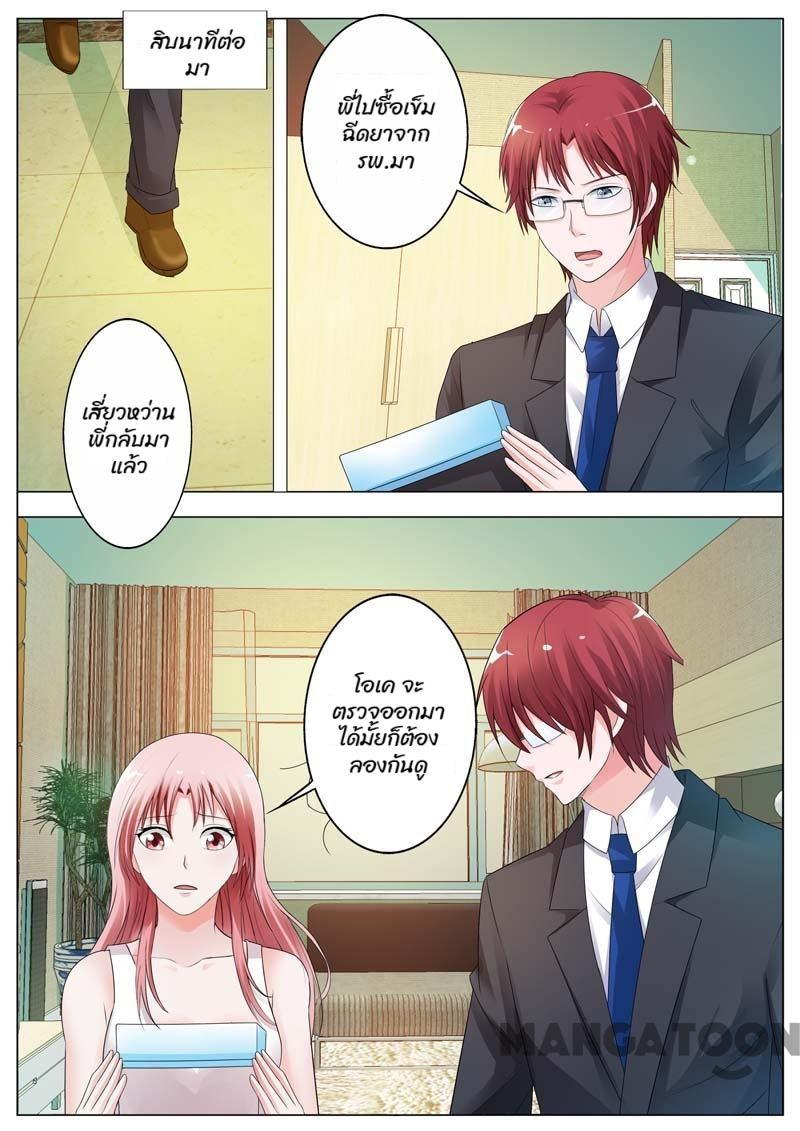 สิบนาทีต่อ
มา
เสี่ยวหว่าน
พี่กลับมา
แล้ว
พี่ไปซื้อเข็ม
ฉีดยาจาก
รพ.มา
โอเค จะ
ตรวจออกมา
ได้มั้ยก็ต้อง
ลองกันดู
MANGATOON